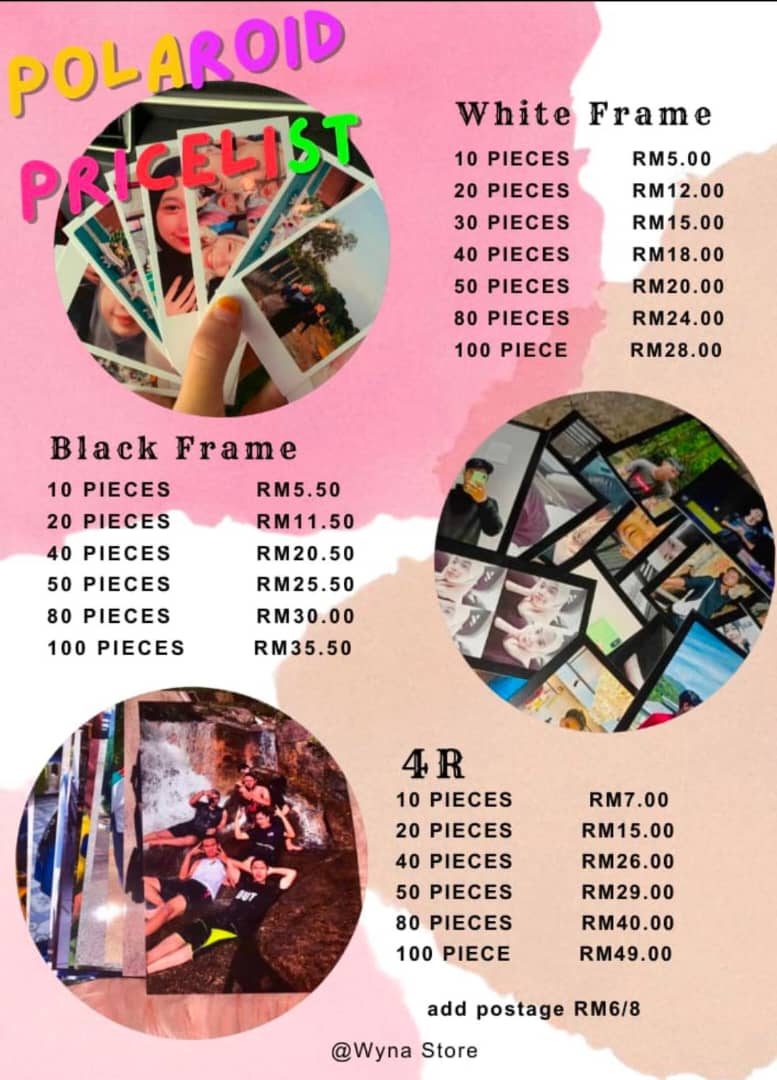 POLAROID
PRICELIST
White Frame
10 PIECES RM5.00
20 PIECES RM12.00
30 PIECES RM15.00
40 PIECES RM18.00
50 PIECES RM20.00
80 PIECES RM24.00
100 PIECE RM28.00
Black Frame
10 PIECES RM5.50
20 PIECES RM11.50
40 PIECES RM20.50
50 PIECES RM25.50
80 PIECES RM30.00
100 PIECES RM35.50
4R
10 PIECES RM7.00
20 PIECES RM15.00
40 PIECES RM26.00
50 PIECES RM29.00
80 PIECES RM40.00
100 PIECE RM49.00
OUT
add postage RM6/8
@Wyna Store